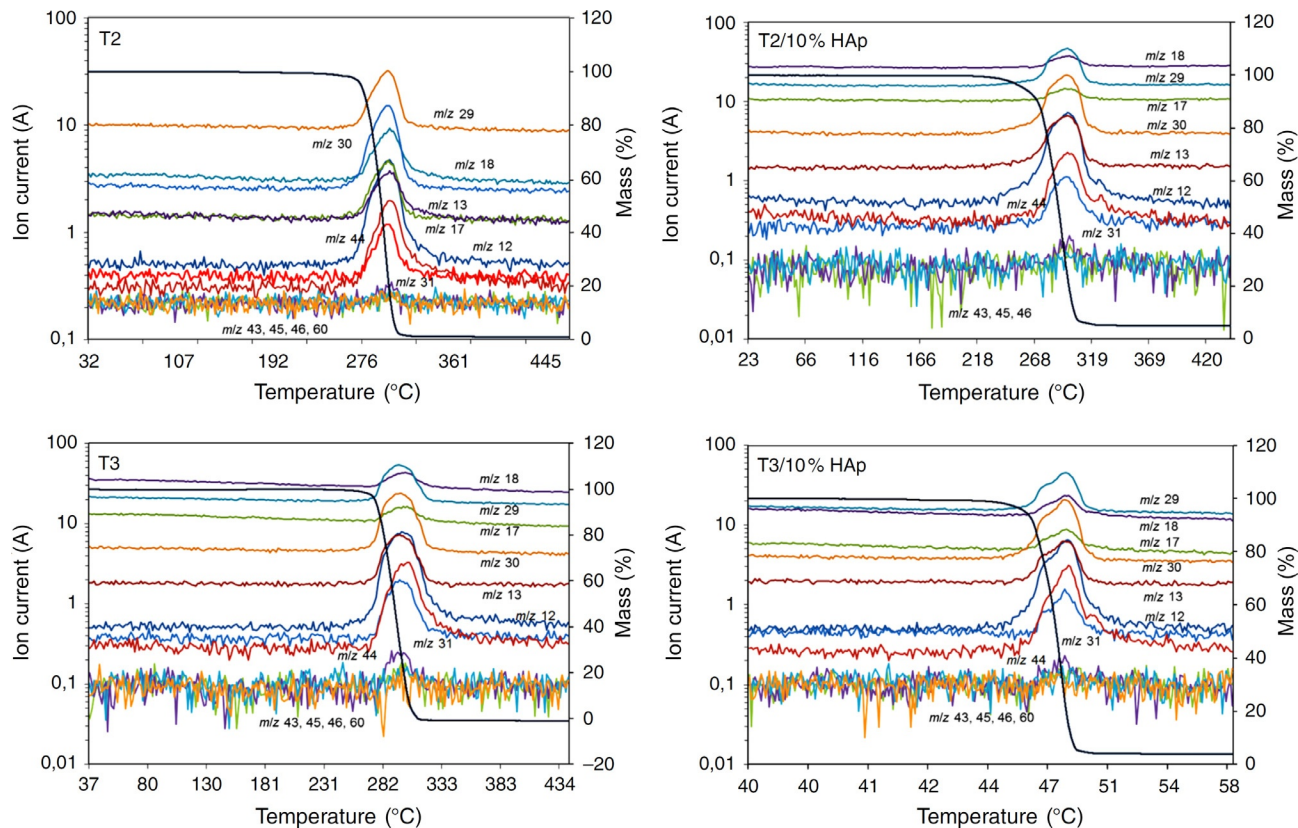 T2
Ion current (A)
100
10
1
0,1
120
100
80
60
40
20
0
Mass (%)
m/z 29
m/z 30
m/z 18
m/z 13
m/z 17
m/z 44
m/z 12
m/z 31
m/z 43, 45, 46, 60
32 107 192 276 361 445
Temperature (°C)
T2/10% HAp
Ion current (A)
100
10
1
0,1
0,01
120
100
80
60
40
20
0
Mass (%)
m/z 18
m/z 29
m/z 17
m/z 30
m/z 13
m/z 12
m/z 44
m/z 31
m/z 43, 45, 46
23 66 116 166 218 268 319 369 420
Temperature (°C)
T3
Ion current (A)
100
10
1
0,1
0,01
120
100
80
60
40
20
0
–20
Mass (%)
m/z 18
m/z 29
m/z 17
m/z 30
m/z 13
m/z 12
m/z 31
m/z 44
m/z 43, 45, 46, 60
37 80 130 181 231 282 333 383 434
Temperature (°C)
T3/10% HAp
Ion current (A)
100
10
1
0,1
0,01
120
100
80
60
40
20
0
Mass (%)
m/z 29
m/z 18
m/z 17
m/z 30
m/z 13
m/z 12
m/z 31
m/z 44
m/z 43, 45, 46, 60
40 40 41 42 44 47 51 54 58
Temperature (°C)